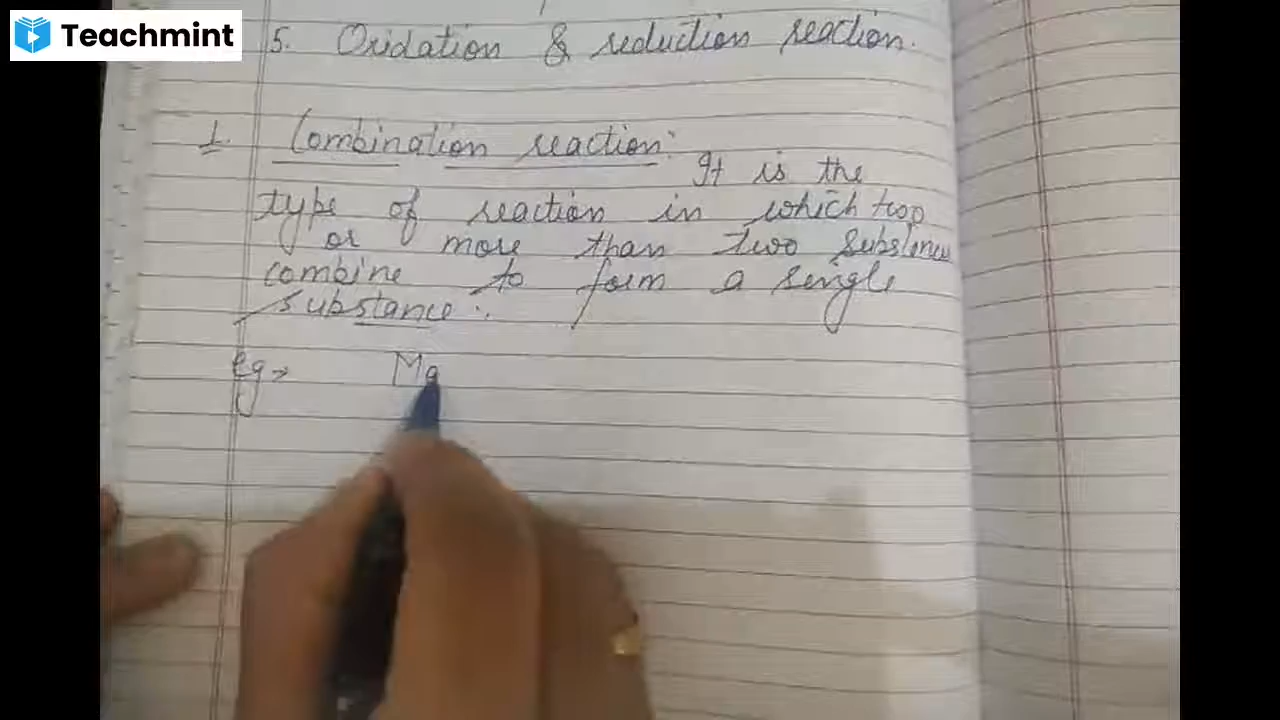 Teachmint
5. Oxidation & reduction reaction.
1. Combination reaction:
It is the
type of reaction in which two
or more than two substances
combine to form a single
substance.
Eg→ Mg